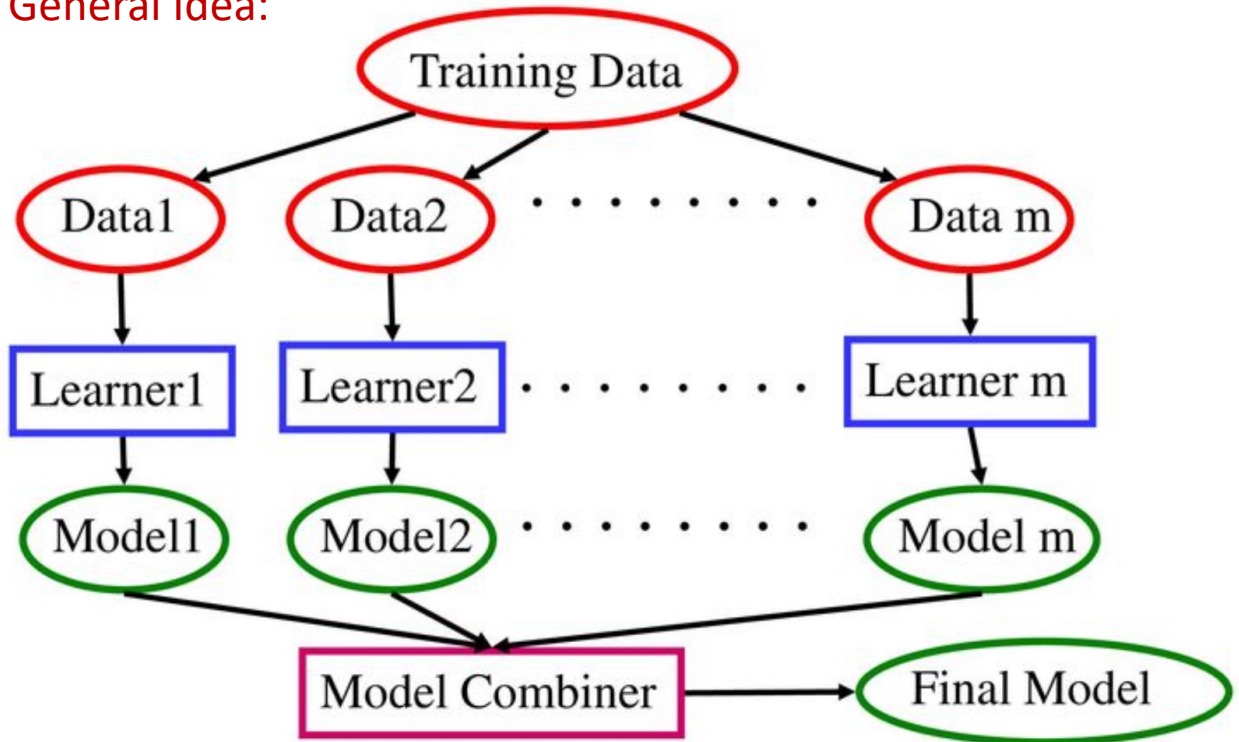 General Idea:
Training Data
Data1
Data2
Data m
Learner1
Learner2
Learner m
Model1
Model2
Model m
Model Combiner
Final Model